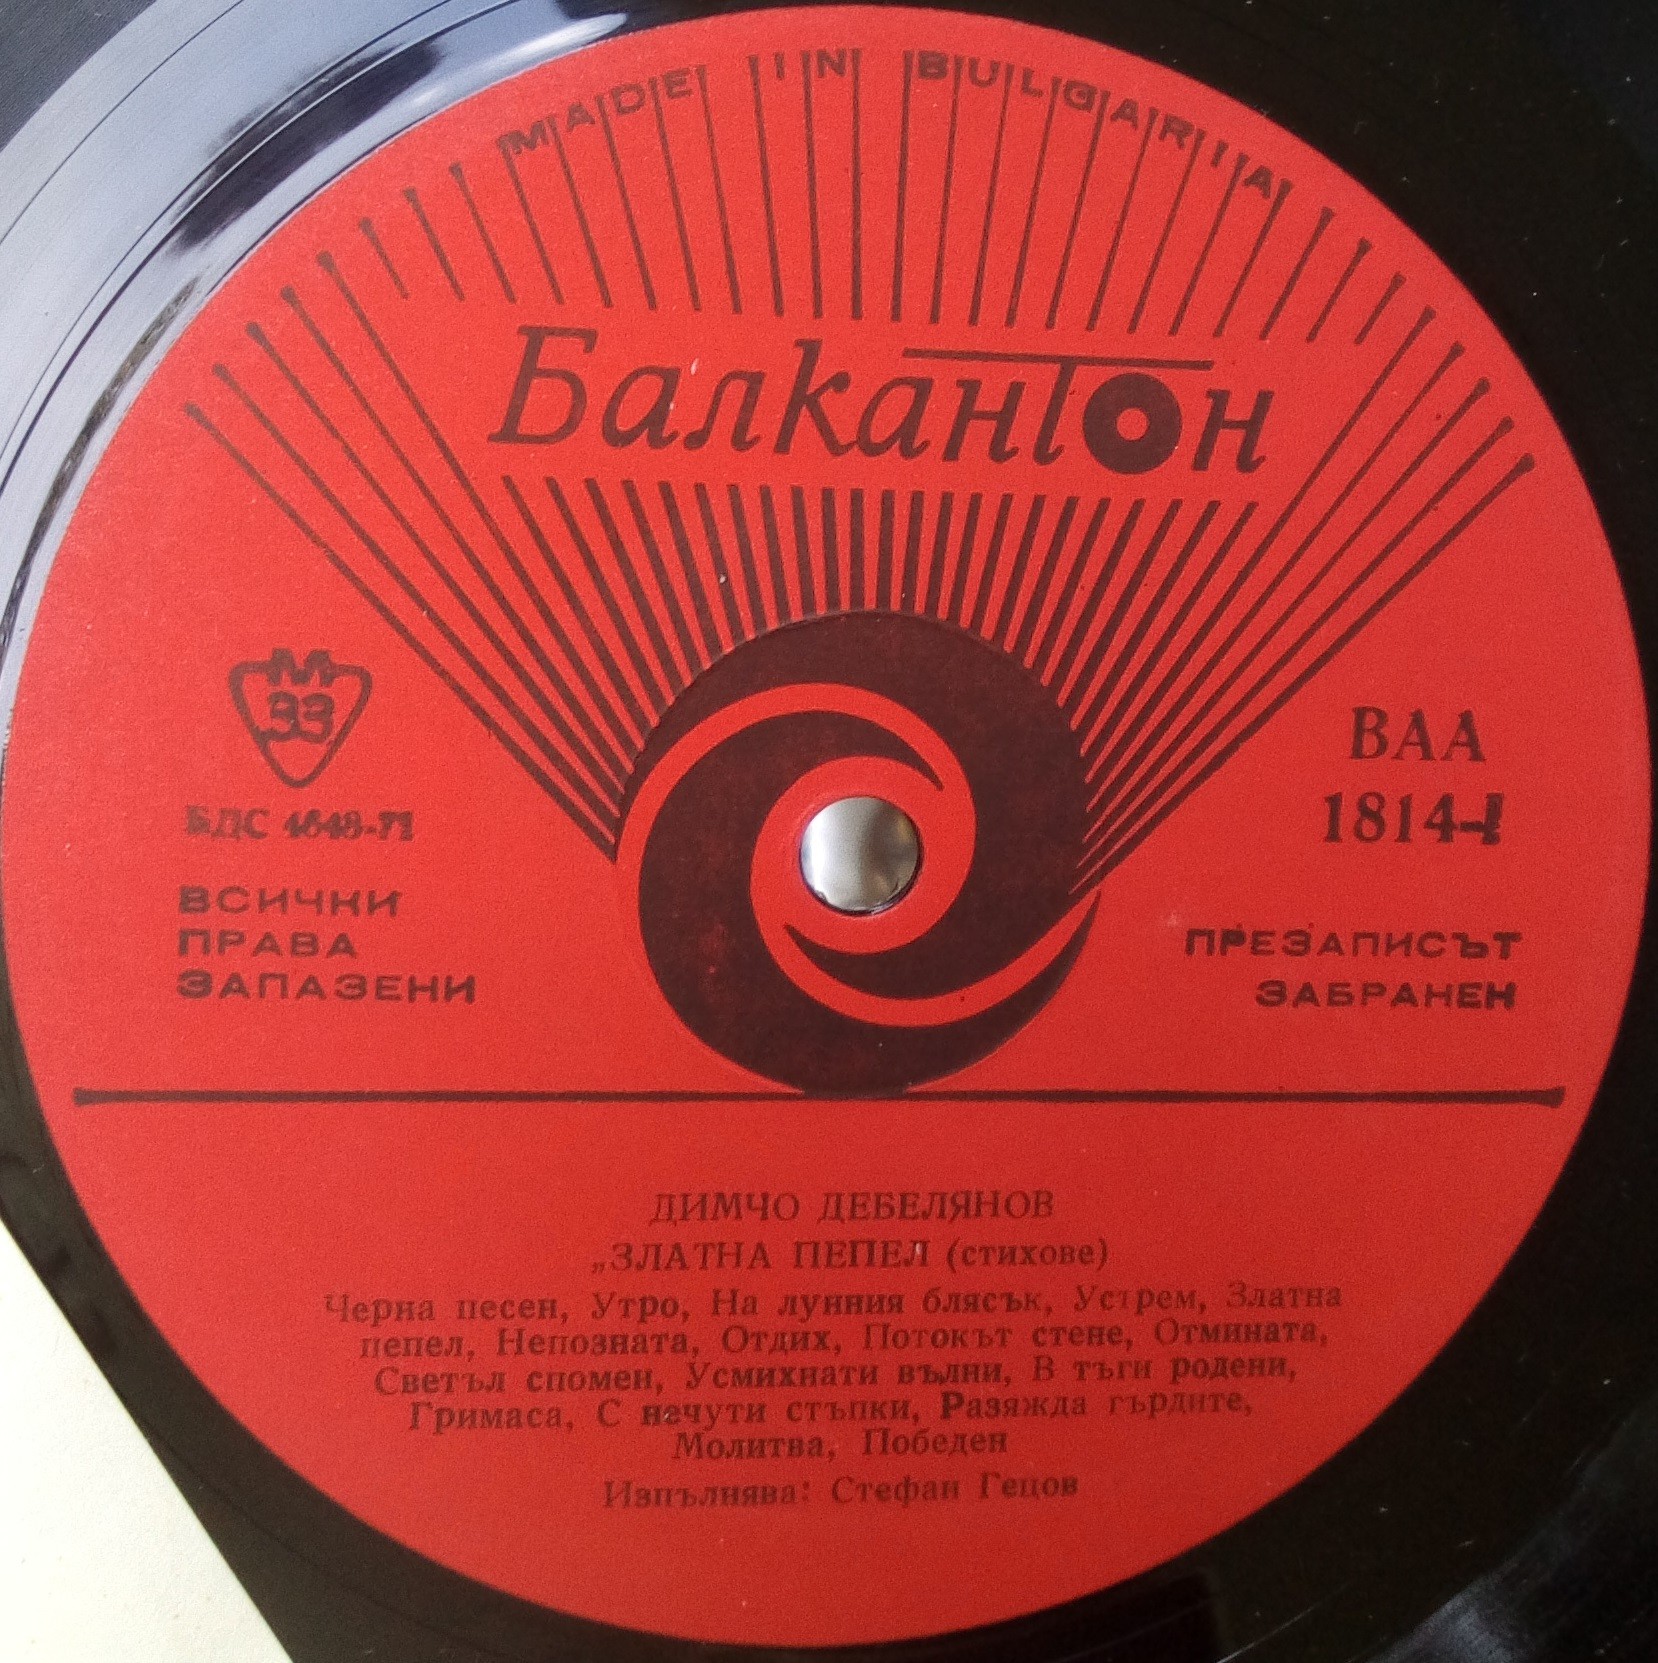 MADE IN BULGARIA
Балкантон
М
33
БДС 4648-71
ВСИЧКИ
ПРАВА
ЗАПАЗЕНИ
ВАА
1814-I
ПРЕЗАПИСЪТ
ЗАБРАНЕН
ДИМЧО ДЕБЕЛЯНОВ
„ЗЛАТНА ПЕПЕЛ (стихове)
Черна песен, Утро, На лунния блясък, Устрем, Златна
пепел, Непозната, Отдих, Потокът стене, Отмината,
Светъл спомен, Усмихнати вълни, В тъги родени,
Гримаса, С нечути стъпки, Разяжда гърдите,
Молитва, Победен
Изпълнява: Стефан Гецов